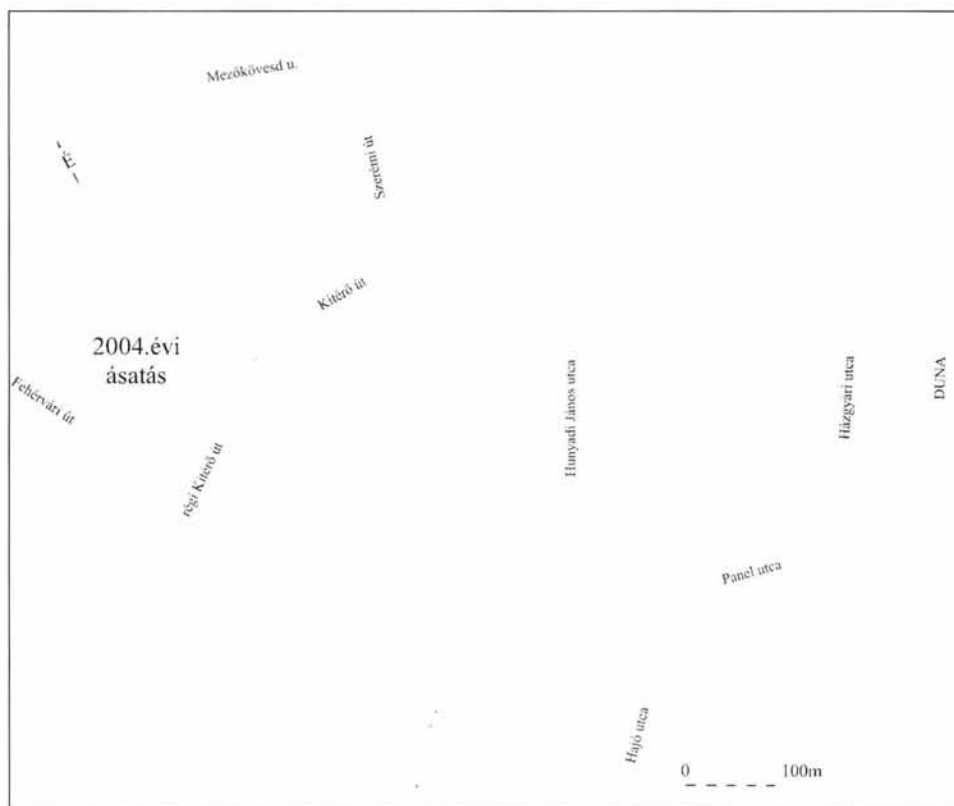 Mezőkövesd u.
É
Szerémi út
Kitérő út
2004.évi
ásatás
Fehérvári út
régi Kitérő út
Hunyadi János utca
Házgyári utca
DUNA
Panel utca
Hajó utca
0 100m